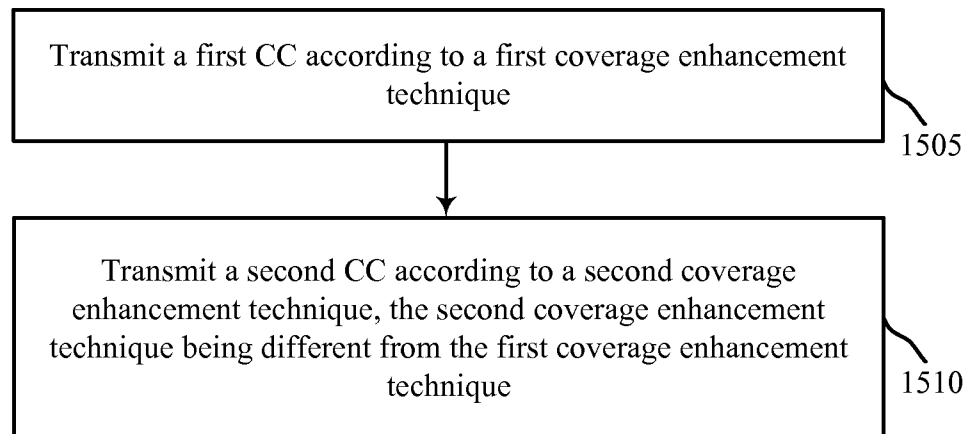 Transmit a first CC according to a first coverage enhancement
technique
1505
Transmit a second CC according to a second coverage
enhancement technique, the second coverage enhancement
technique being different from the first coverage enhancement
technique
1510